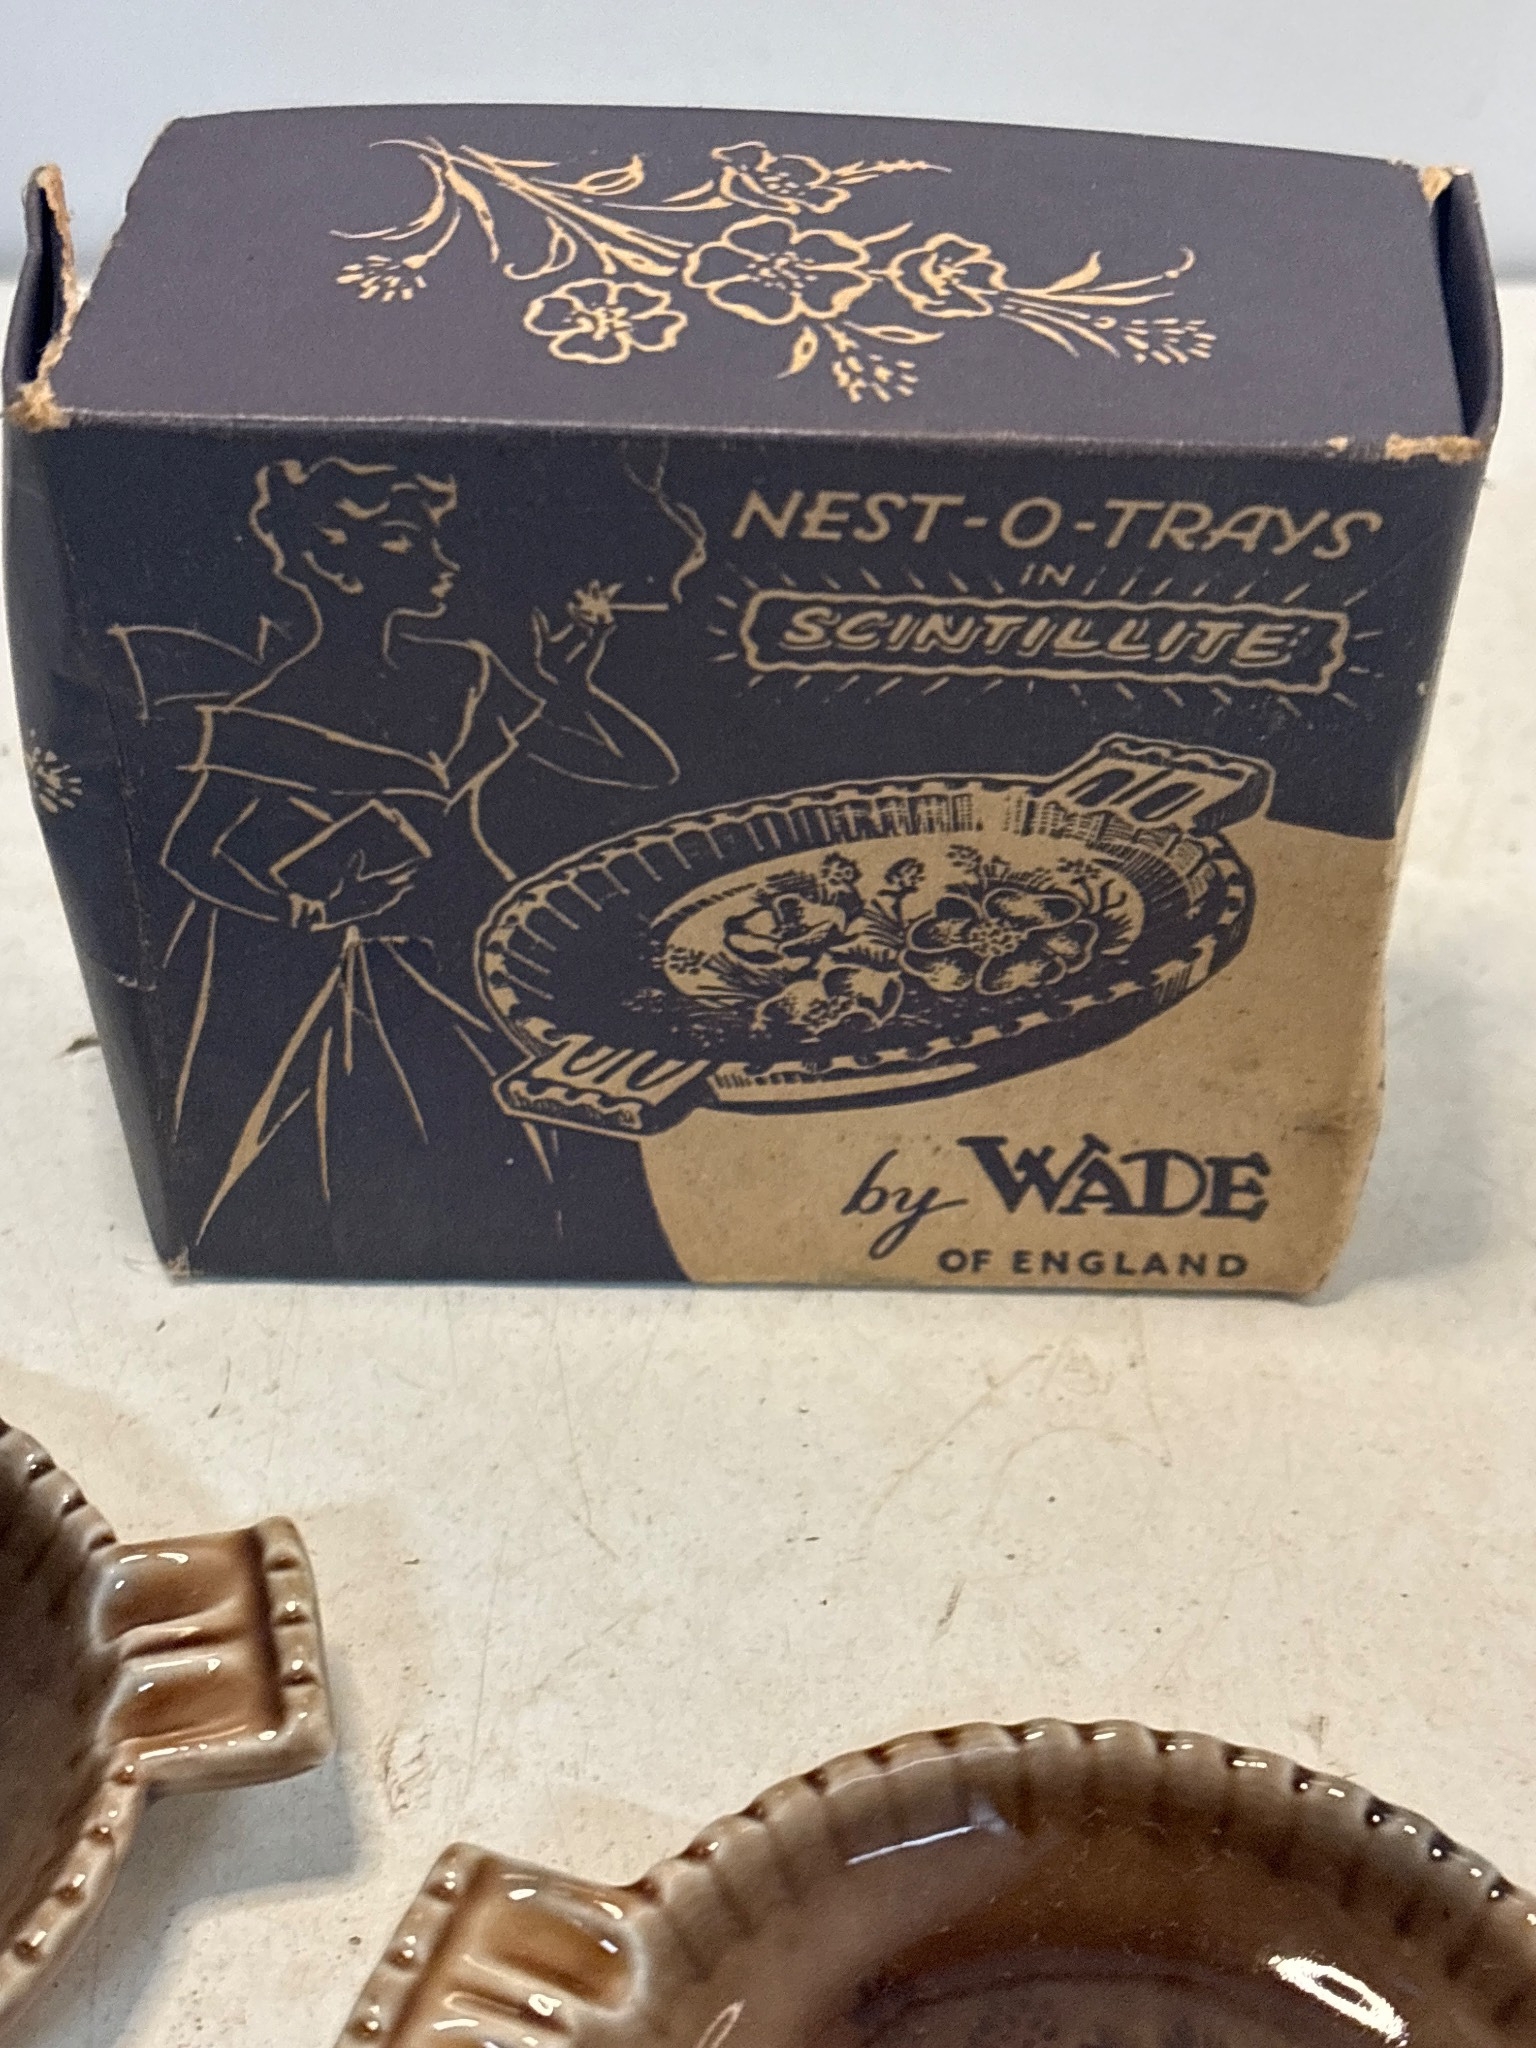 NEST-O-TRAYS
IN
SCINTILLITE
by WADE
OF ENGLAND